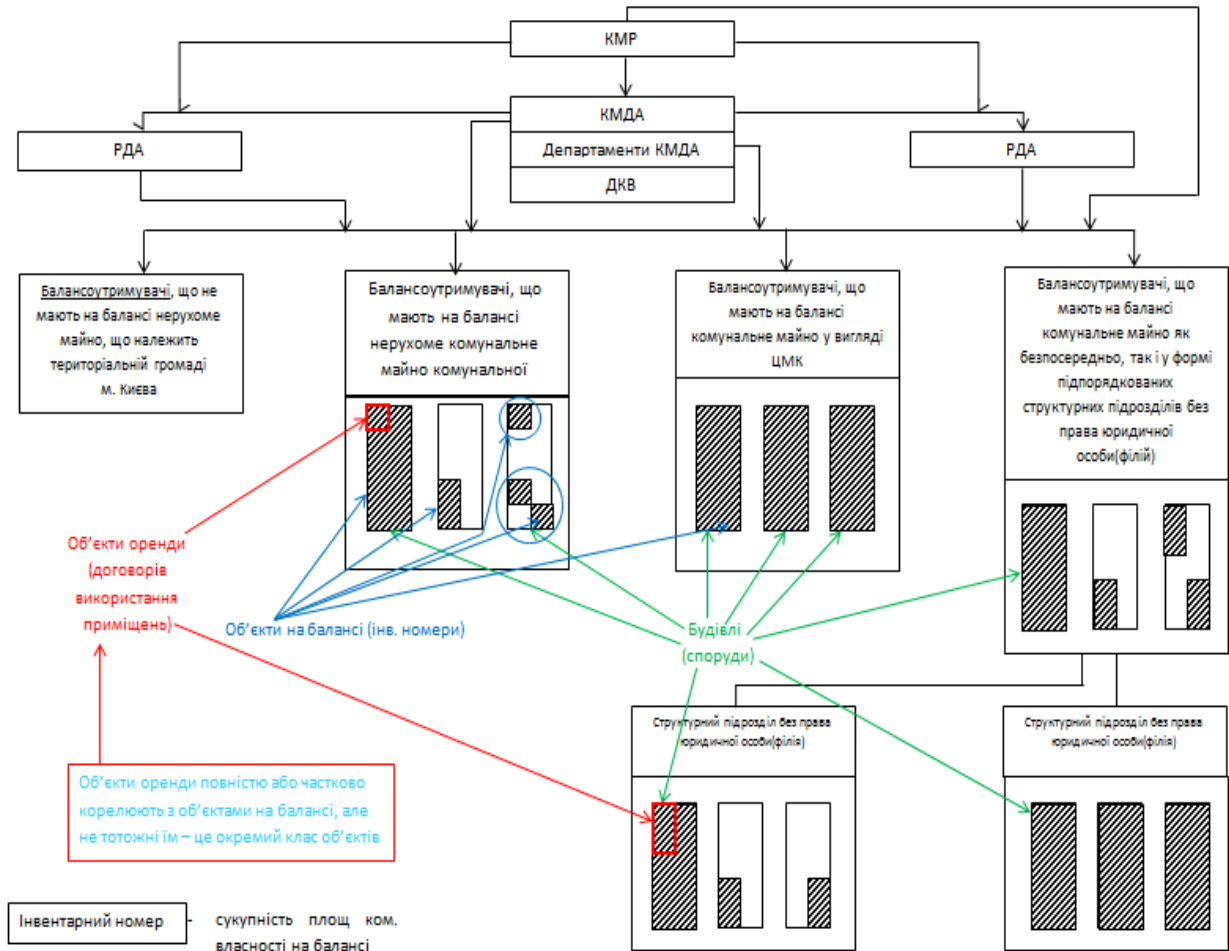 КМР
КМДА
РДА
Департаменти КМДА
РДА
ДКВ
Балансоутримувачі, що не
мають на балансі нерухоме
майно, що належить
територіальній громаді
м. Києва
Балансоутримувачі, що
мають на балансі
нерухоме комунальне
майно комунальної
Балансоутримувачі, що
мають на балансі
комунальне майно у вигляді
ЦМК
Балансоутримувачі, що
мають на балансі
комунальне майно як
безпосередньо, так і у формі
підпорядкованих
структурних підрозділів без
права юридичної
особи(філій)
Об’єкти оренди
(договорів
використання
приміщень)
Об’єкти на балансі (інв. номери)
Будівлі
(споруди)
Структурний підрозділ без права
юридичної особи(філія)
Структурний підрозділ без права
юридичної особи(філія)
Об’єкти оренди повністю або частково
корелюють з об’єктами на балансі, але
не тотожні їм – це окремий клас об’єктів
Інвентарний номер - сукупність площ ком.
власності на балансі